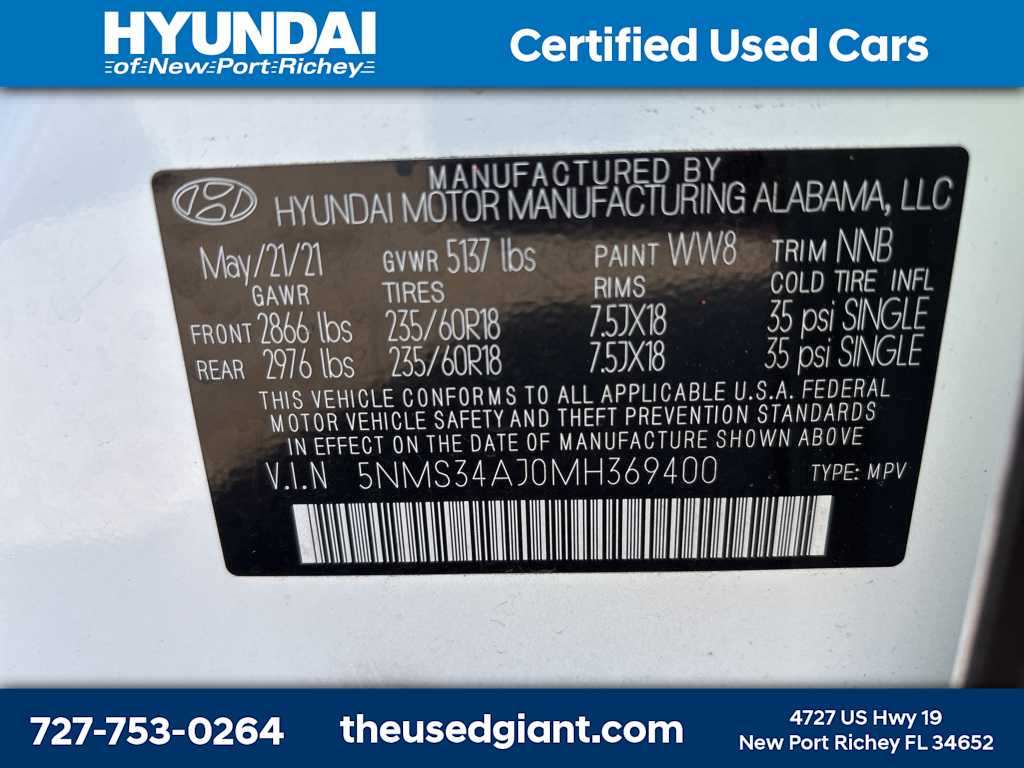 HYUNDAI
of New Port Richey
Certified Used Cars
MANUFACTURED BY
HYUNDAI MOTOR MANUFACTURING ALABAMA, LLC
May/21/21 GVWR 5137 lbs PAINT WW8 TRIM NNB
GAWR TIRES RIMS COLD TIRE INFL
FRONT 2866 lbs 235/60R18 7.5JX18 35 psi SINGLE
REAR 2976 lbs 235/60R18 7.5JX18 35 psi SINGLE
THIS VEHICLE CONFORMS TO ALL APPLICABLE U.S.A. FEDERAL
MOTOR VEHICLE SAFETY AND THEFT PREVENTION STANDARDS
IN EFFECT ON THE DATE OF MANUFACTURE SHOWN ABOVE
V.I.N 5NMS34AJ0MH369400 TYPE: MPV
727-753-0264
theusedgiant.com
4727 US Hwy 19
New Port Richey FL 34652